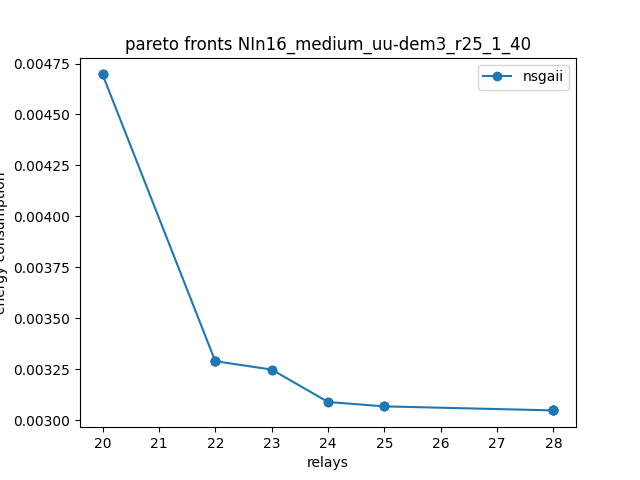 pareto fronts NIn16_medium_uu-dem3_r25_1_40
nsgaii
0.00475
0.00450
0.00425
0.00400
0.00375
0.00350
0.00325
0.00300
energy consumption
20 21 22 23 24 25 26 27 28
relays